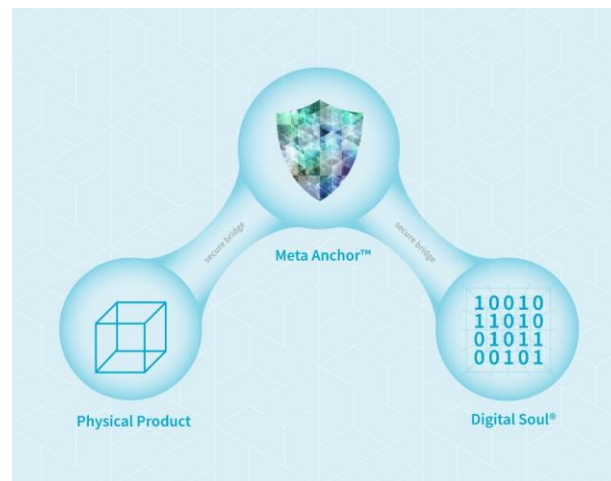 secure bridge
secure bridge
Meta Anchor™
10010
11010
01011
00101
Physical Product
Digital Soul®